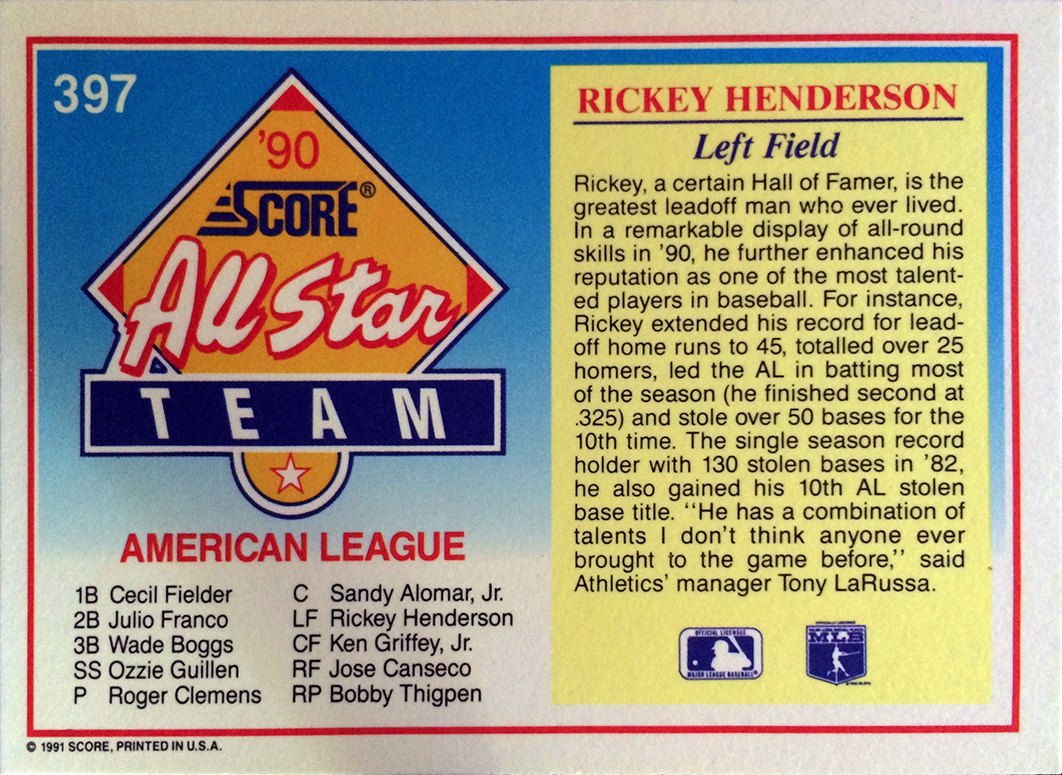 397
'90
SCORE®
All Star
TEAM
AMERICAN LEAGUE
1B Cecil Fielder
2B Julio Franco
3B Wade Boggs
SS Ozzie Guillen
P Roger Clemens
C Sandy Alomar, Jr.
LF Rickey Henderson
CF Ken Griffey, Jr.
RF Jose Canseco
RP Bobby Thigpen
RICKEY HENDERSON
Left Field
Rickey, a certain Hall of Famer, is the
greatest leadoff man who ever lived.
In a remarkable display of all-round
skills in '90, he further enhanced his
reputation as one of the most talent-
ed players in baseball. For instance,
Rickey extended his record for lead-
off home runs to 45, totalled over 25
homers, led the AL in batting most
of the season (he finished second at
.325) and stole over 50 bases for the
10th time. The single season record
holder with 130 stolen bases in '82,
he also gained his 10th AL stolen
base title. "He has a combination of
talents I don't think anyone ever
brought to the game before," said
Athletics' manager Tony LaRussa.
OFFICIAL LICENSEE
MAJOR LEAGUE BASEBALL®
MLB
© 1991 SCORE, PRINTED IN U.S.A.